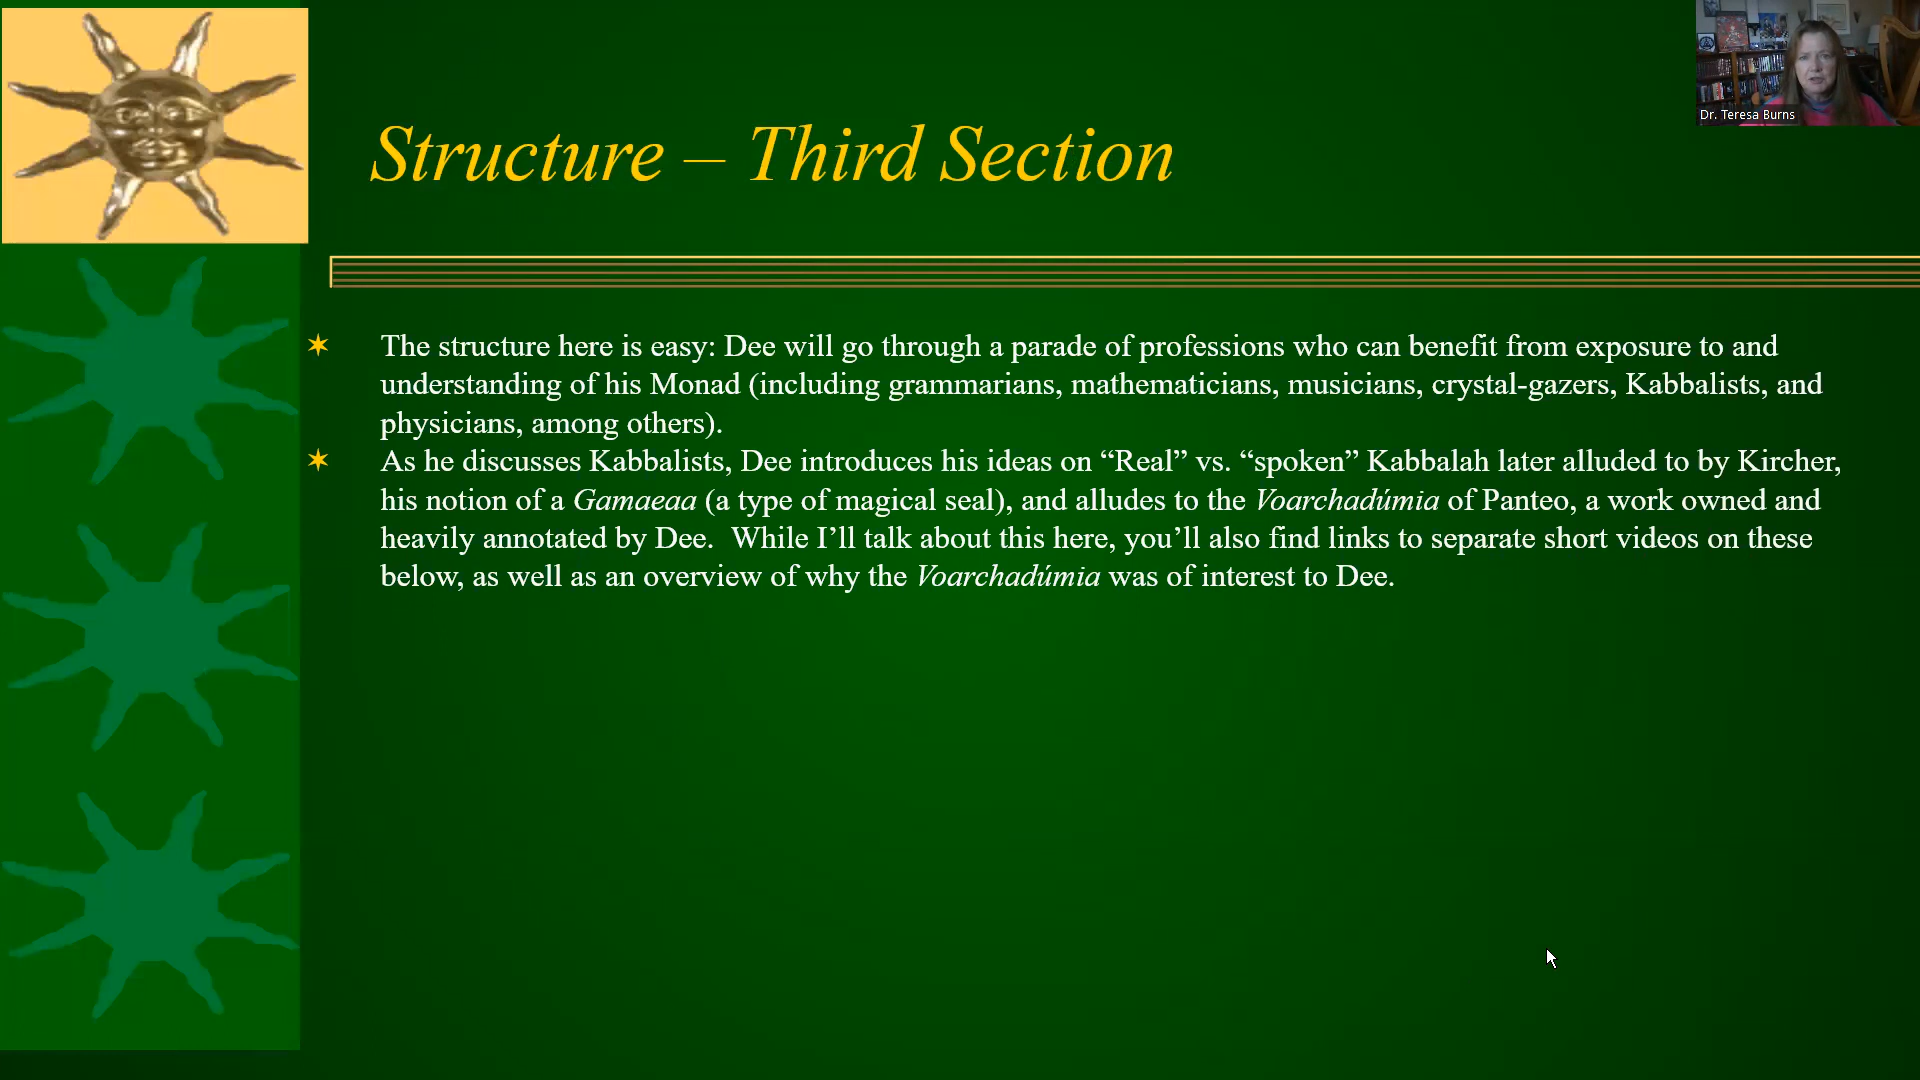 Dr. Teresa Burns
Structure – Third Section
The structure here is easy: Dee will go through a parade of professions who can benefit from exposure to and
understanding of his Monad (including grammarians, mathematicians, musicians, crystal-gazers, Kabbalists, and
physicians, among others).
As he discusses Kabbalists, Dee introduces his ideas on “Real” vs. “spoken” Kabbalah later alluded to by Kircher,
his notion of a Gamaeaa (a type of magical seal), and alludes to the Voarchadúmia of Panteo, a work owned and
heavily annotated by Dee.  While I’ll talk about this here, you’ll also find links to separate short videos on these
below, as well as an overview of why the Voarchadúmia was of interest to Dee.